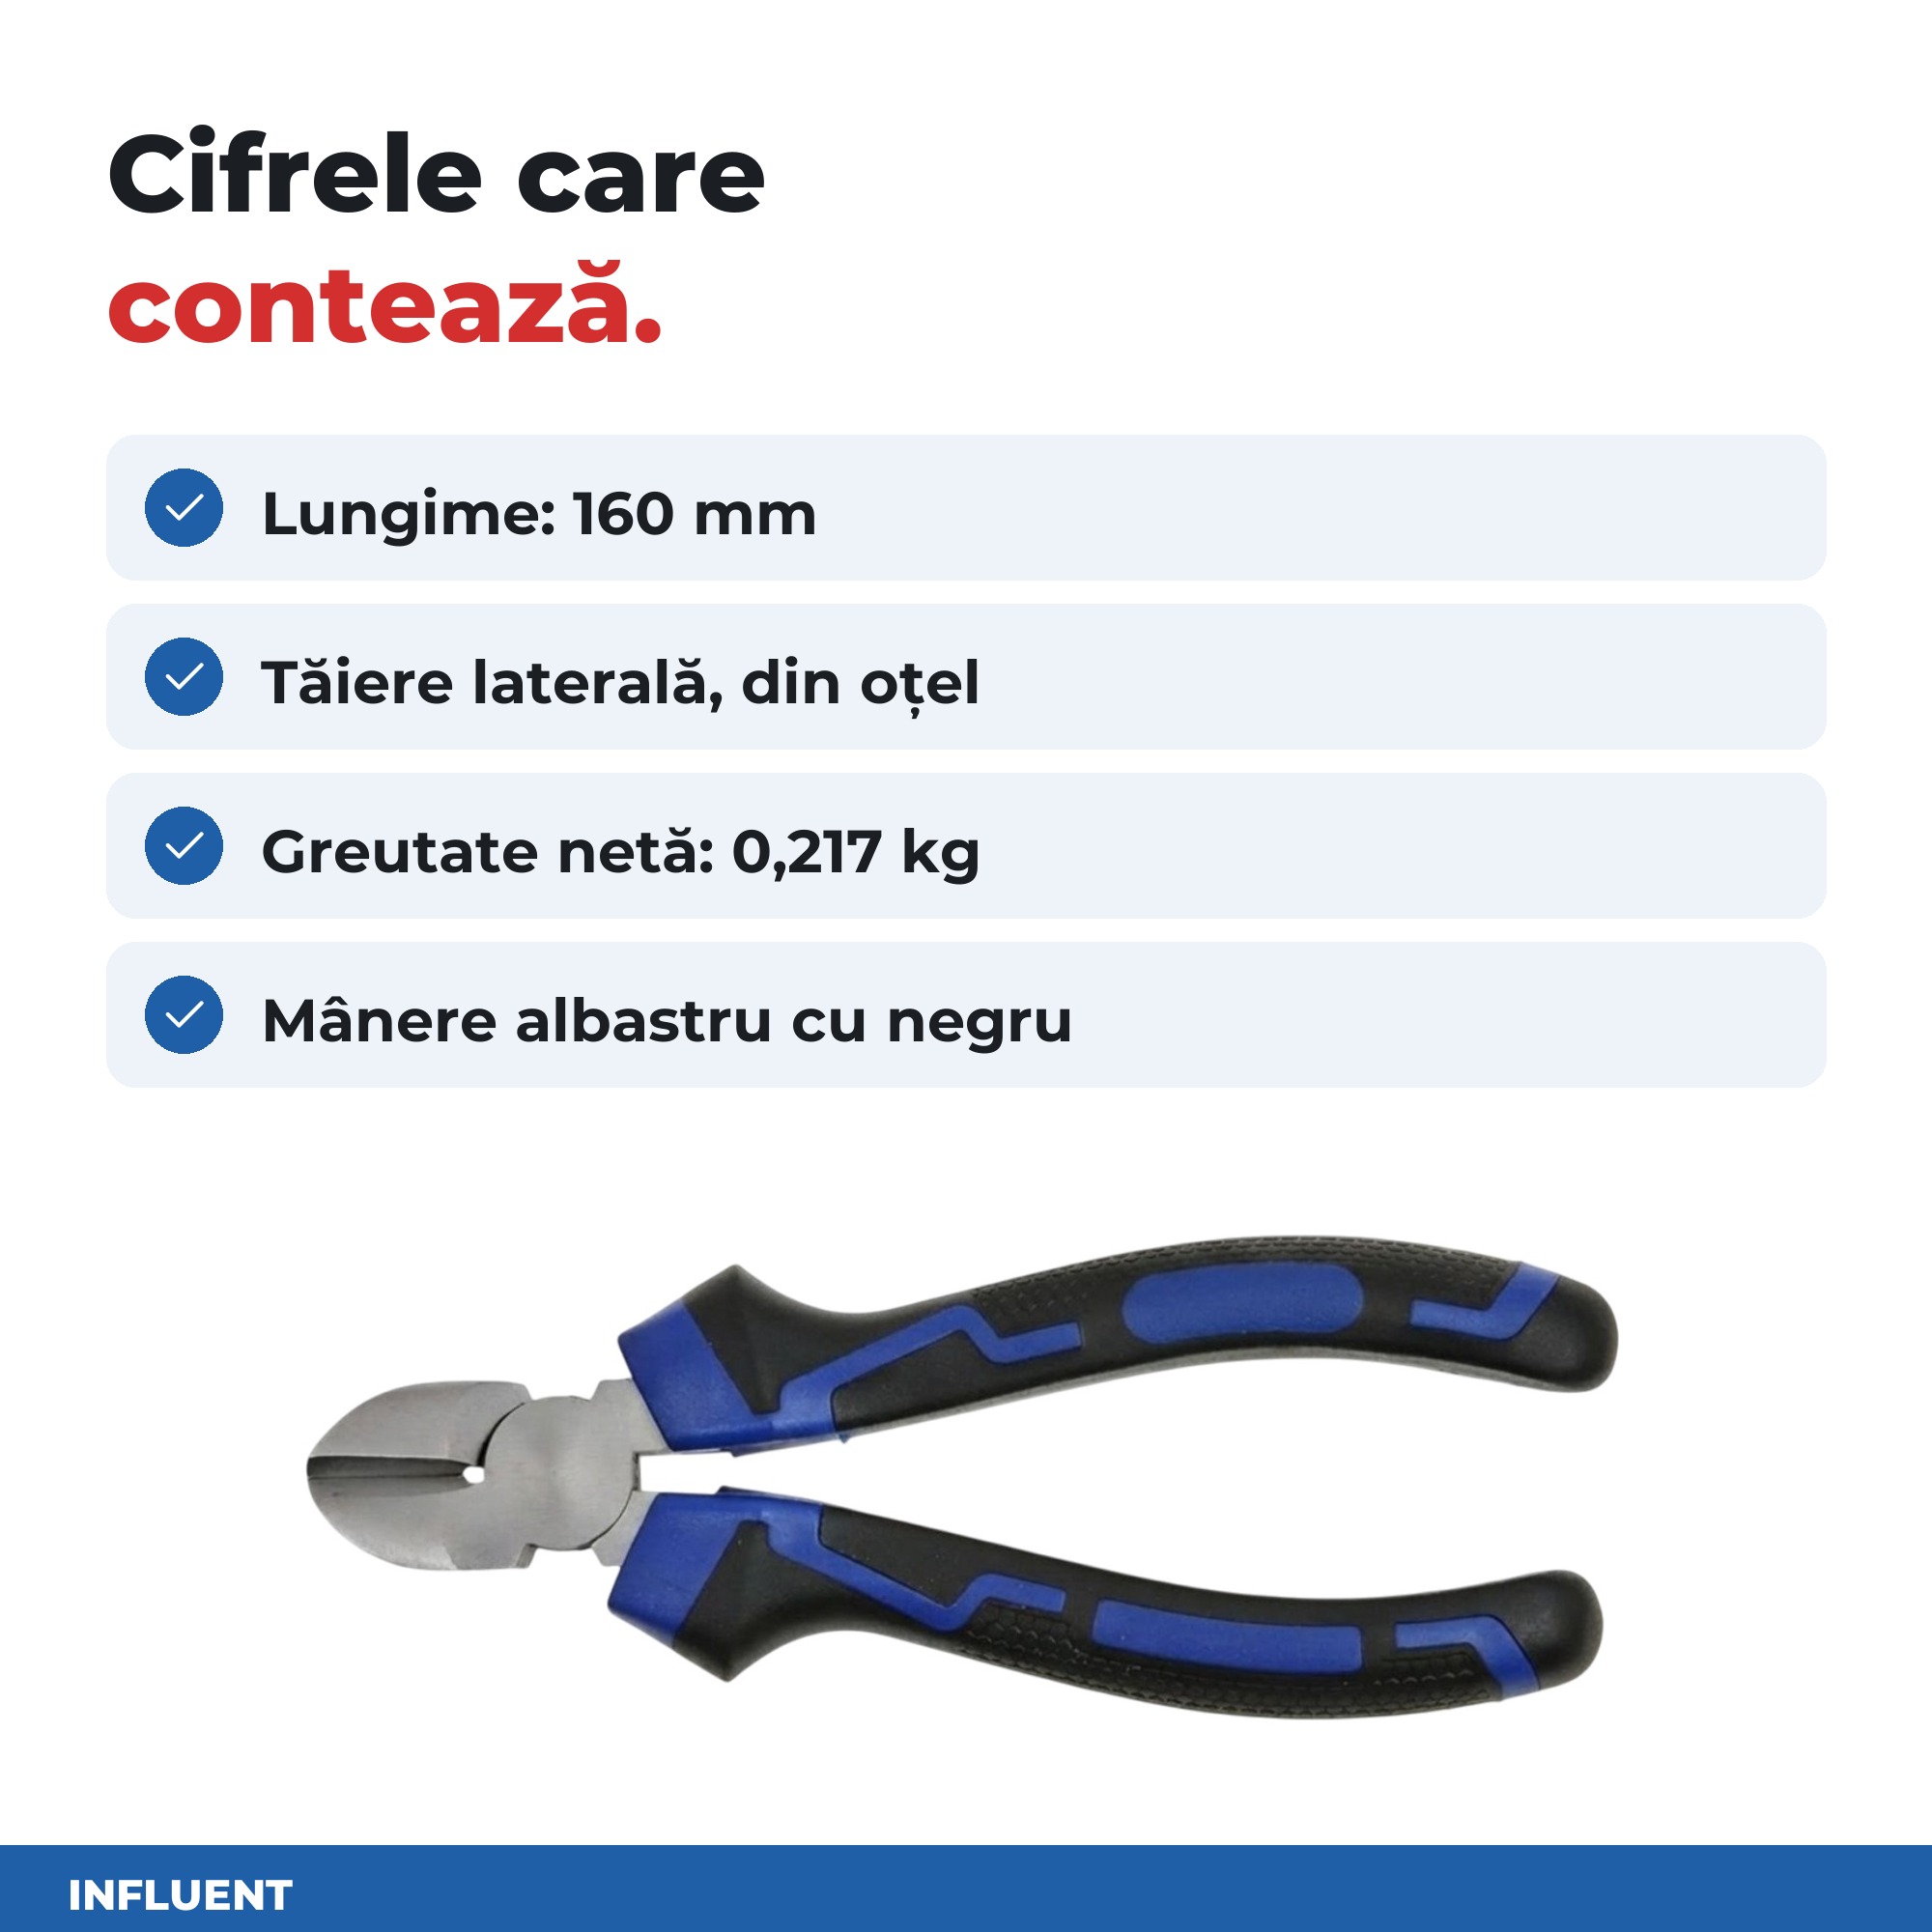 Cifrele care
contează.
Lungime: 160 mm
Tăiere laterală, din oțel
Greutate netă: 0,217 kg
Mânere albastru cu negru
INFLUENT